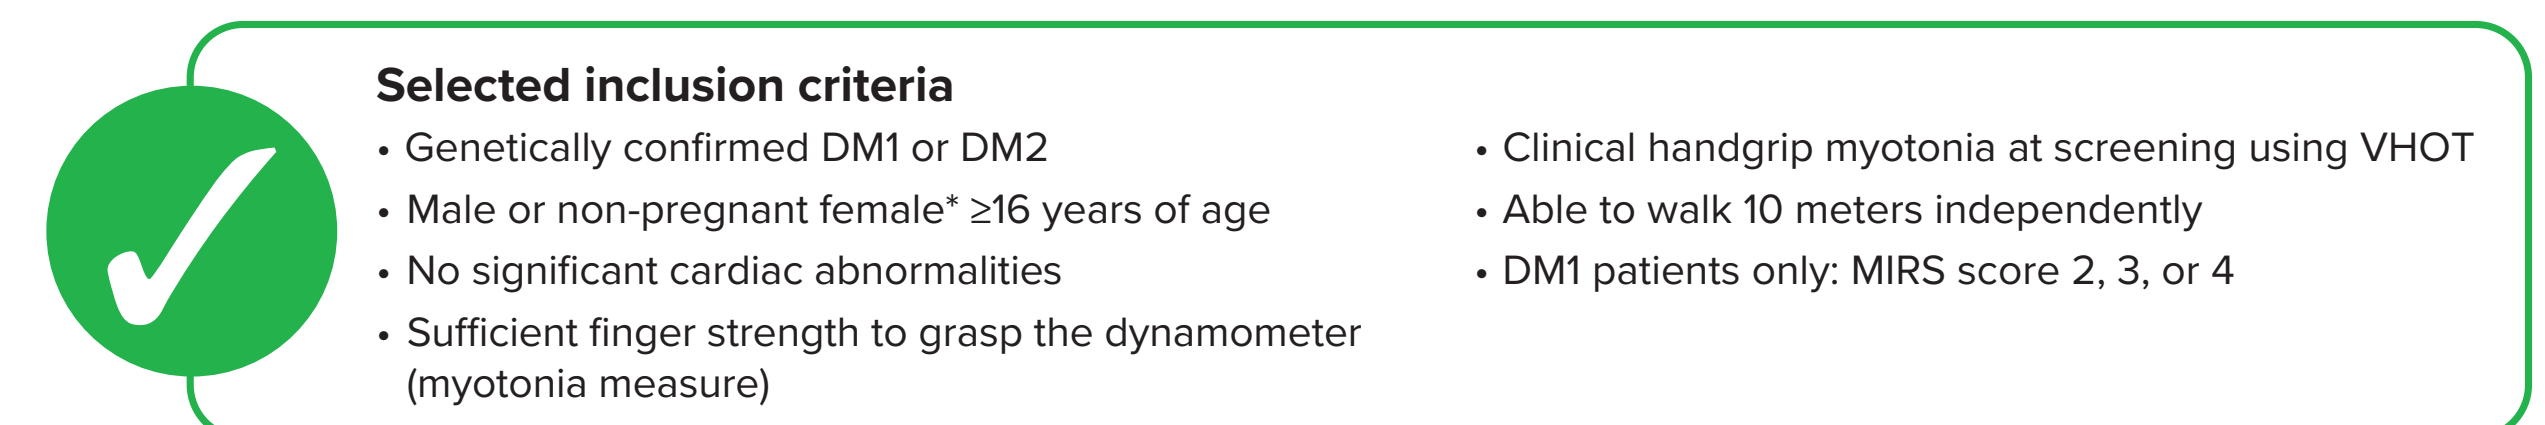 Selected inclusion criteria
• Genetically confirmed DM1 or DM2
• Male or non-pregnant female* ≥16 years of age
• No significant cardiac abnormalities
• Sufficient finger strength to grasp the dynamometer
(myotonia measure)
• Clinical handgrip myotonia at screening using VHOT
• Able to walk 10 meters independently
• DM1 patients only: MIRS score 2, 3, or 4